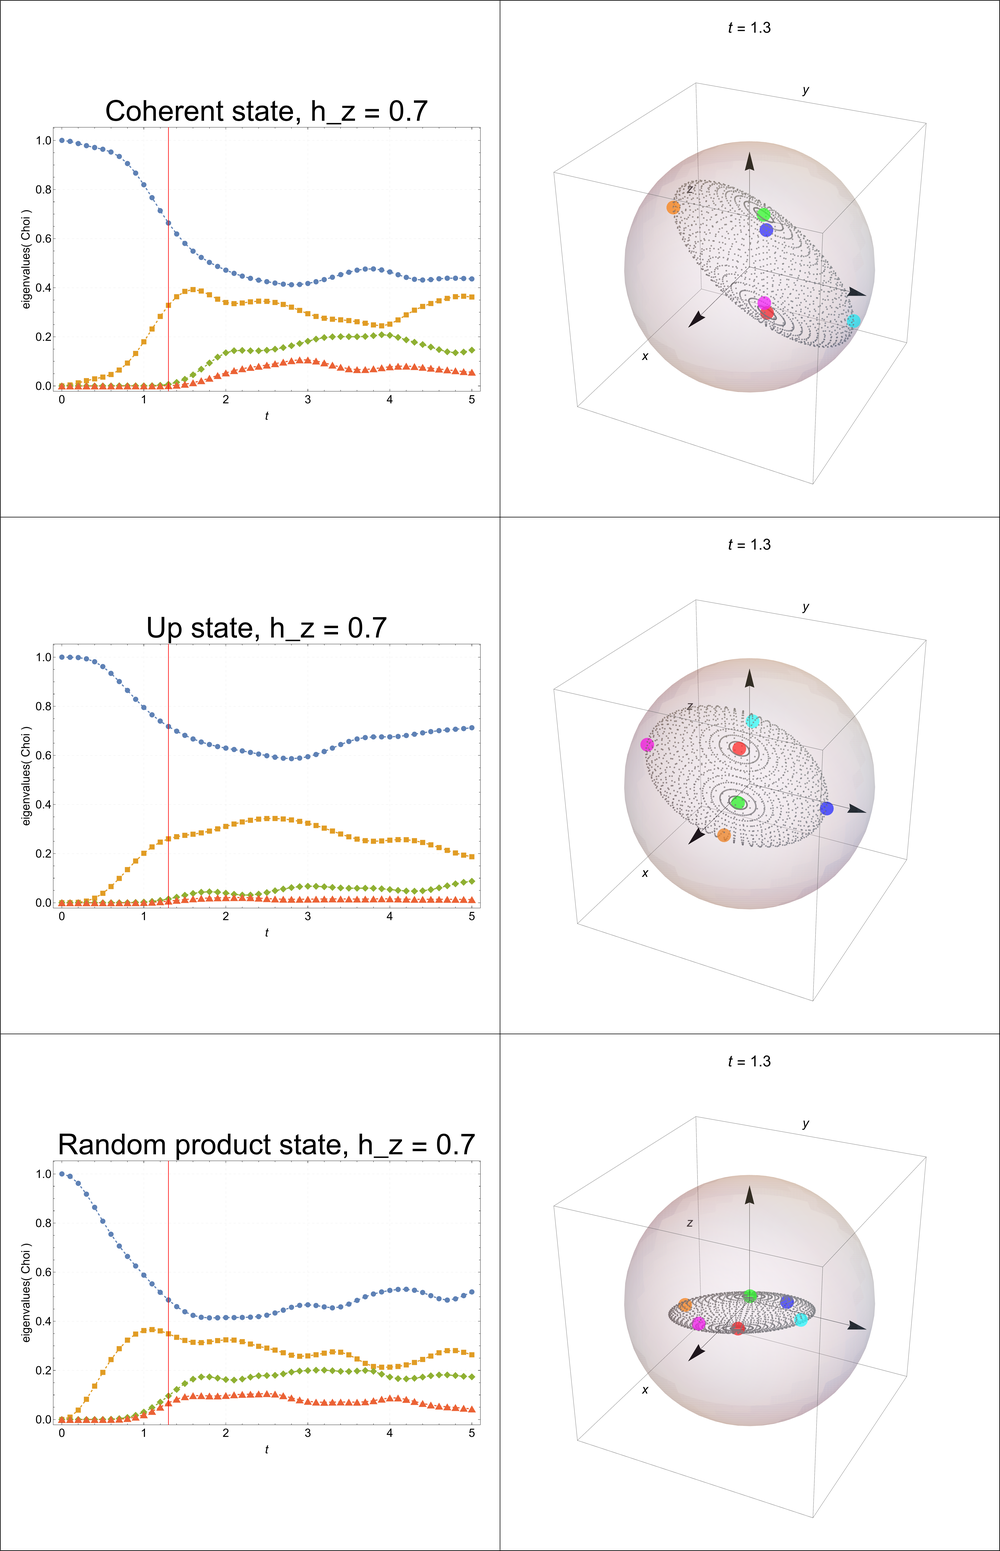 t = 1.3
y
Coherent state, h_z = 0.7
1.0
0.8
0.6
0.4
0.2
0.0
eigenvalues( Choi )
0 1 2 3 4 5
t
z
x
t = 1.3
y
Up state, h_z = 0.7
1.0
0.8
0.6
0.4
0.2
0.0
eigenvalues( Choi )
0 1 2 3 4 5
t
z
x
t = 1.3
y
Random product state, h_z = 0.7
1.0
0.8
0.6
0.4
0.2
0.0
eigenvalues( Choi )
0 1 2 3 4 5
t
z
x